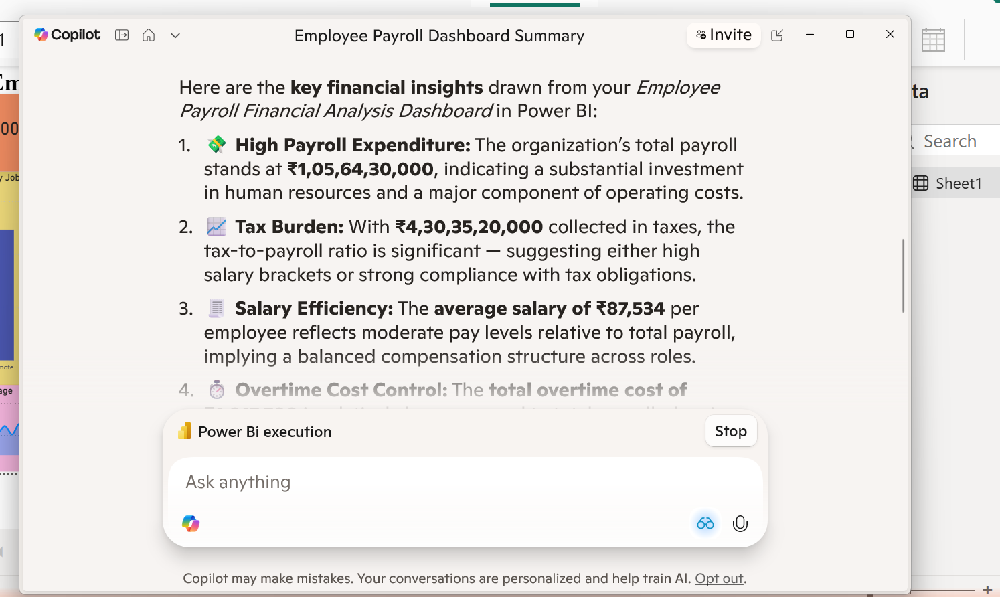 Copilot
Employee Payroll Dashboard Summary
Invite
Here are the key financial insights drawn from your Employee
Payroll Financial Analysis Dashboard in Power BI:
1. 💸 High Payroll Expenditure: The organization’s total payroll
stands at ₹1,05,64,30,000, indicating a substantial investment
in human resources and a major component of operating costs.
2. 📈 Tax Burden: With ₹4,30,35,20,000 collected in taxes, the
tax-to-payroll ratio is significant — suggesting either high
salary brackets or strong compliance with tax obligations.
3. 🧾 Salary Efficiency: The average salary of ₹87,534 per
employee reflects moderate pay levels relative to total payroll,
implying a balanced compensation structure across roles.
4. ⏱️ Overtime Cost Control: The total overtime cost of
Power Bi execution
Stop
Ask anything
Copilot may make mistakes. Your conversations are personalized and help train AI. Opt out.
1
Em
00
y Job
mote
age
ta
Search
Sheet1